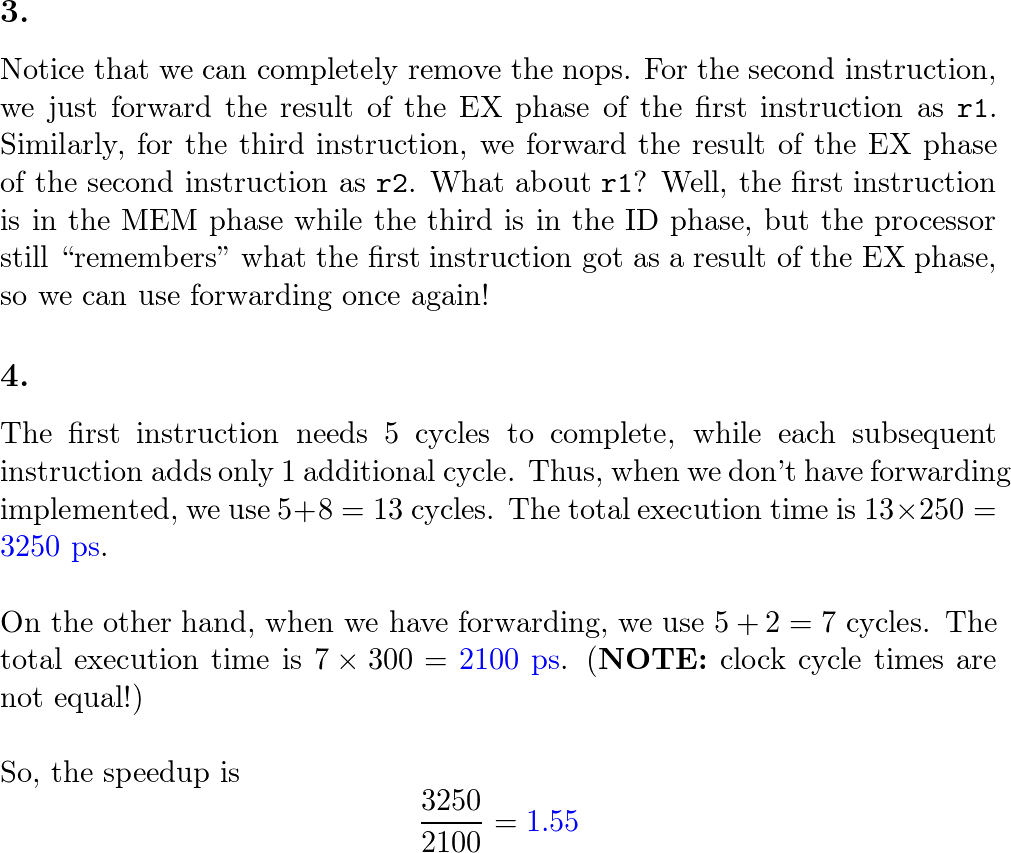 3.
Notice that we can completely remove the nops. For the second instruction,
we just forward the result of the EX phase of the first instruction as r1.
Similarly, for the third instruction, we forward the result of the EX phase
of the second instruction as r2. What about r1? Well, the first instruction
is in the MEM phase while the third is in the ID phase, but the processor
still “remembers” what the first instruction got as a result of the EX phase,
so we can use forwarding once again!
4.
The first instruction needs 5 cycles to complete, while each subsequent
instruction adds only 1 additional cycle. Thus, when we don’t have forwarding
implemented, we use 5+8 = 13 cycles. The total execution time is 13×250 =
3250 ps.
On the other hand, when we have forwarding, we use 5 + 2 = 7 cycles. The
total execution time is 7 × 300 = 2100 ps. (NOTE: clock cycle times are
not equal!)
So, the speedup is
3250
2100
= 1.55